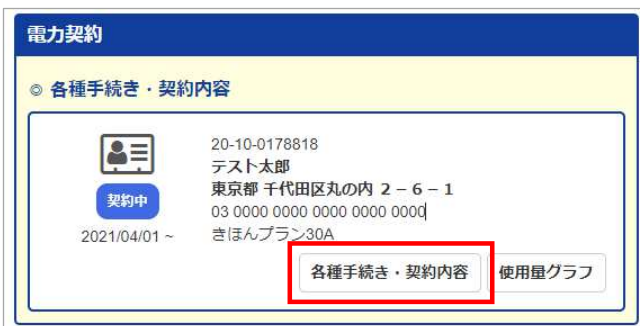 電力契約
◎ 各種手続き・契約内容
20-10-0178818
テスト太郎
東京都 千代田区丸の内 2－6－1
契約中
03 0000 0000 0000 0000 0000
2021/04/01 ~
きほんプラン30A
各種手続き・契約内容
使用量グラフ